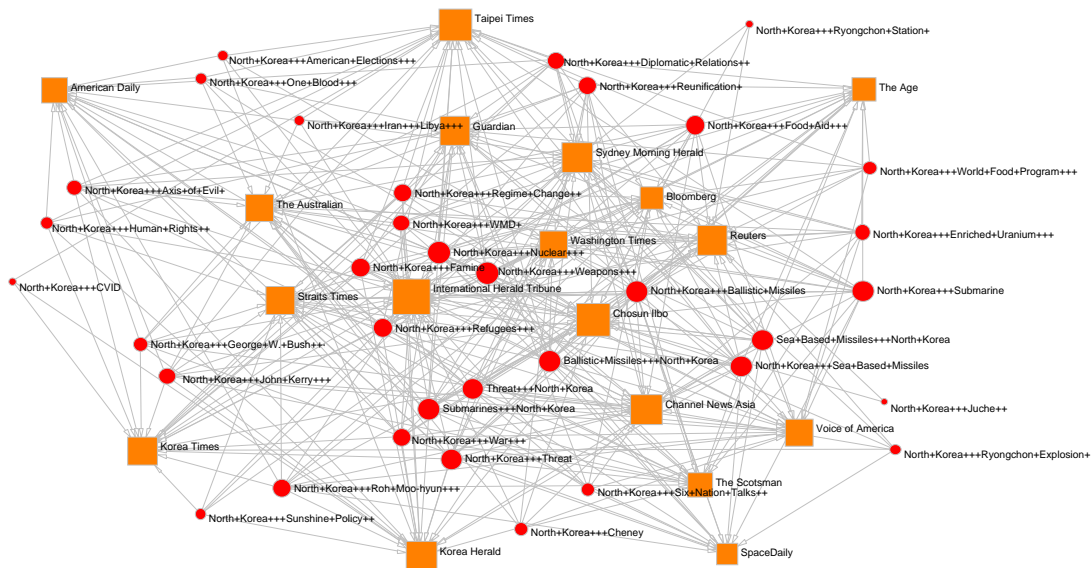 Taipei Times
North+Korea+++Ryongchon+Station+
North+Korea+++American+Elections+++
North+Korea+++Diplomatic+Relations++
North+Korea+++One+Blood+++
American Daily
North+Korea+++Reunification+
The Age
North+Korea+++Iran+++Libya+++
Guardian
North+Korea+++Food+Aid+++
Sydney Morning Herald
North+Korea+++World+Food+Program+++
North+Korea+++Axis+of+Evil+
North+Korea+++Regime+Change++
Bloomberg
The Australian
North+Korea+++Human+Rights++
North+Korea+++WMD+
Washington Times
Reuters
North+Korea+++Enriched+Uranium+++
North+Korea+++Nuclear+++
North+Korea+++Famine
North+Korea+++Weapons+++
North+Korea+++CVID
International Herald Tribune
North+Korea+++Ballistic+Missiles
North+Korea+++Submarine
Straits Times
Chosun Ilbo
North+Korea+++Refugees+++
Sea+Based+Missiles+++North+Korea
North+Korea+++George+W.+Bush+++
Ballistic+Missiles+++North+Korea
North+Korea+++Sea+Based+Missiles
North+Korea+++John+Kerry+++
Threat+++North+Korea
Submarines+++North+Korea
Channel News Asia
North+Korea+++Juche++
Voice of America
North+Korea+++War+++
Korea Times
North+Korea+++Ryongchon+Explosion+
North+Korea+++Threat
The Scotsman
North+Korea+++Roh+Moo-hyun+++
North+Korea+++Six+Nation+Talks++
North+Korea+++Sunshine+Policy++
North+Korea+++Cheney
Korea Herald
SpaceDaily